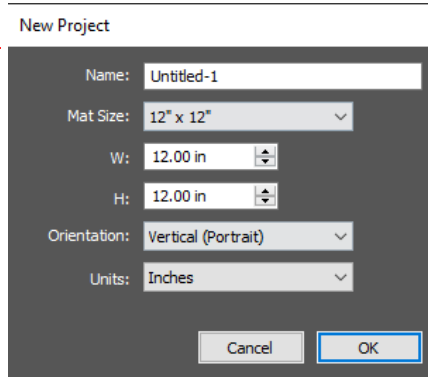 New Project
Name: Untitled-1
Mat Size: 12" x 12"
W: 12.00 in
H: 12.00 in
Orientation: Vertical (Portrait)
Units: Inches
Cancel OK